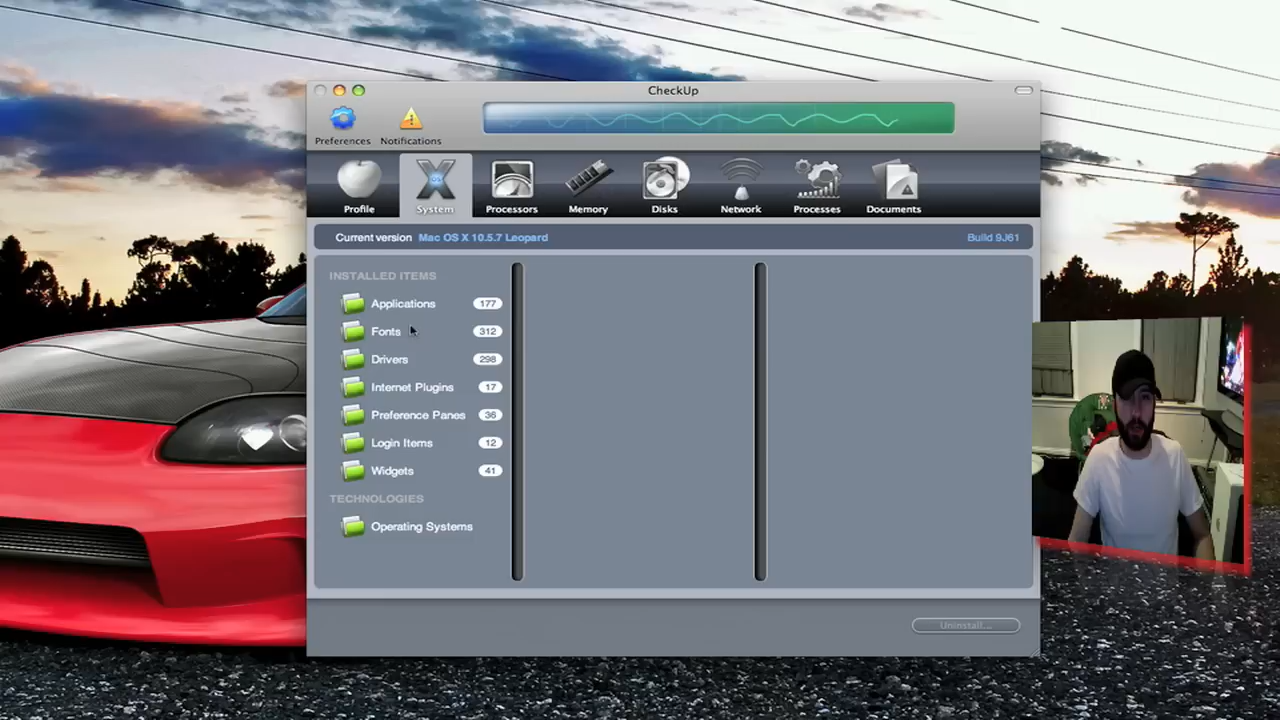 CheckUp
Preferences
Notifications
Profile
System
Processors
Memory
Disks
Network
Processes
Documents
Current version Mac OS X 10.5.7 Leopard
Build 9J61
INSTALLED ITEMS
Applications 177
Fonts 312
Drivers 298
Internet Plugins 17
Preference Panes 36
Login Items 12
Widgets 41
TECHNOLOGIES
Operating Systems
Uninstall...